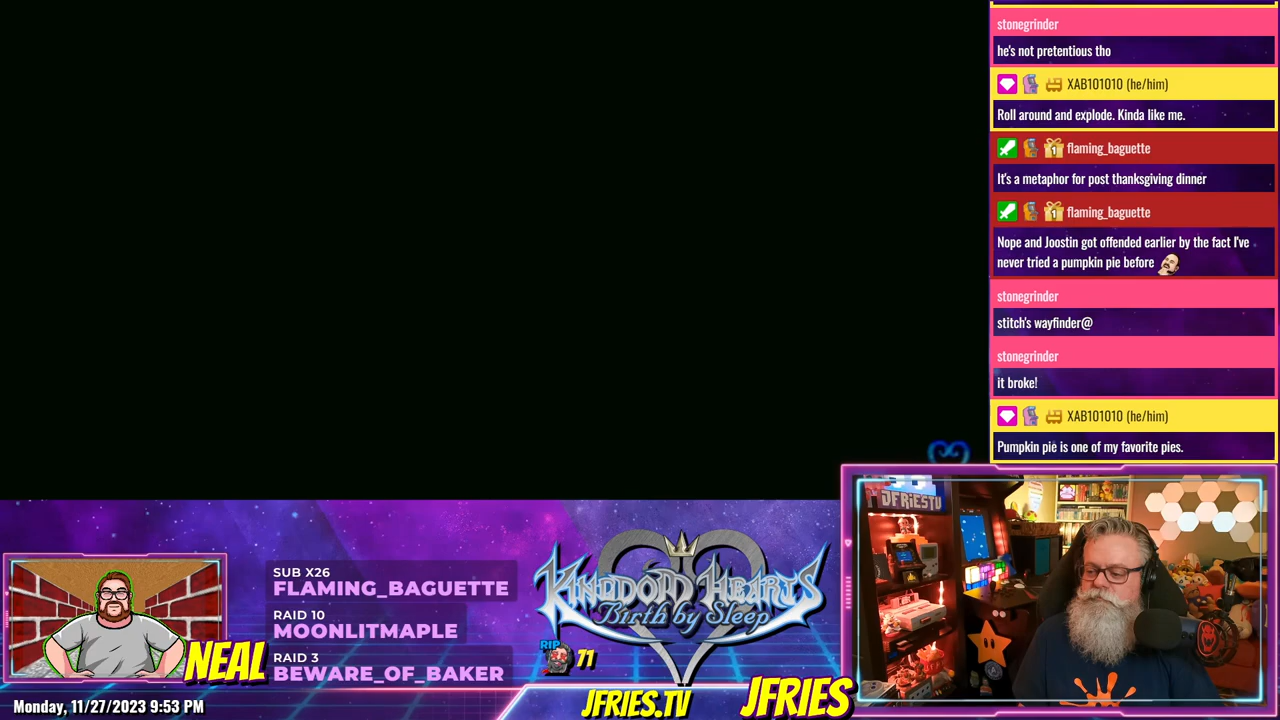 stonegrinder
he's not pretentious tho
XAB101010 (he/him)
Roll around and explode. Kinda like me.
flaming_baguette
It's a metaphor for post thanksgiving dinner
flaming_baguette
Nope and Joostin got offended earlier by the fact I've
never tried a pumpkin pie before
stonegrinder
stitch's wayfinder@
stonegrinder
it broke!
XAB101010 (he/him)
Pumpkin pie is one of my favorite pies.
JFRIESTV
SUB X26
FLAMING_BAGUETTE
RAID 10
MOONLITMAPLE
RAID 3
BEWARE_OF_BAKER
NEAL
KINGDOM HEARTS
Birth by Sleep
RIP
71
JFRIES.TV
JFRIES
Monday, 11/27/2023 9:53 PM